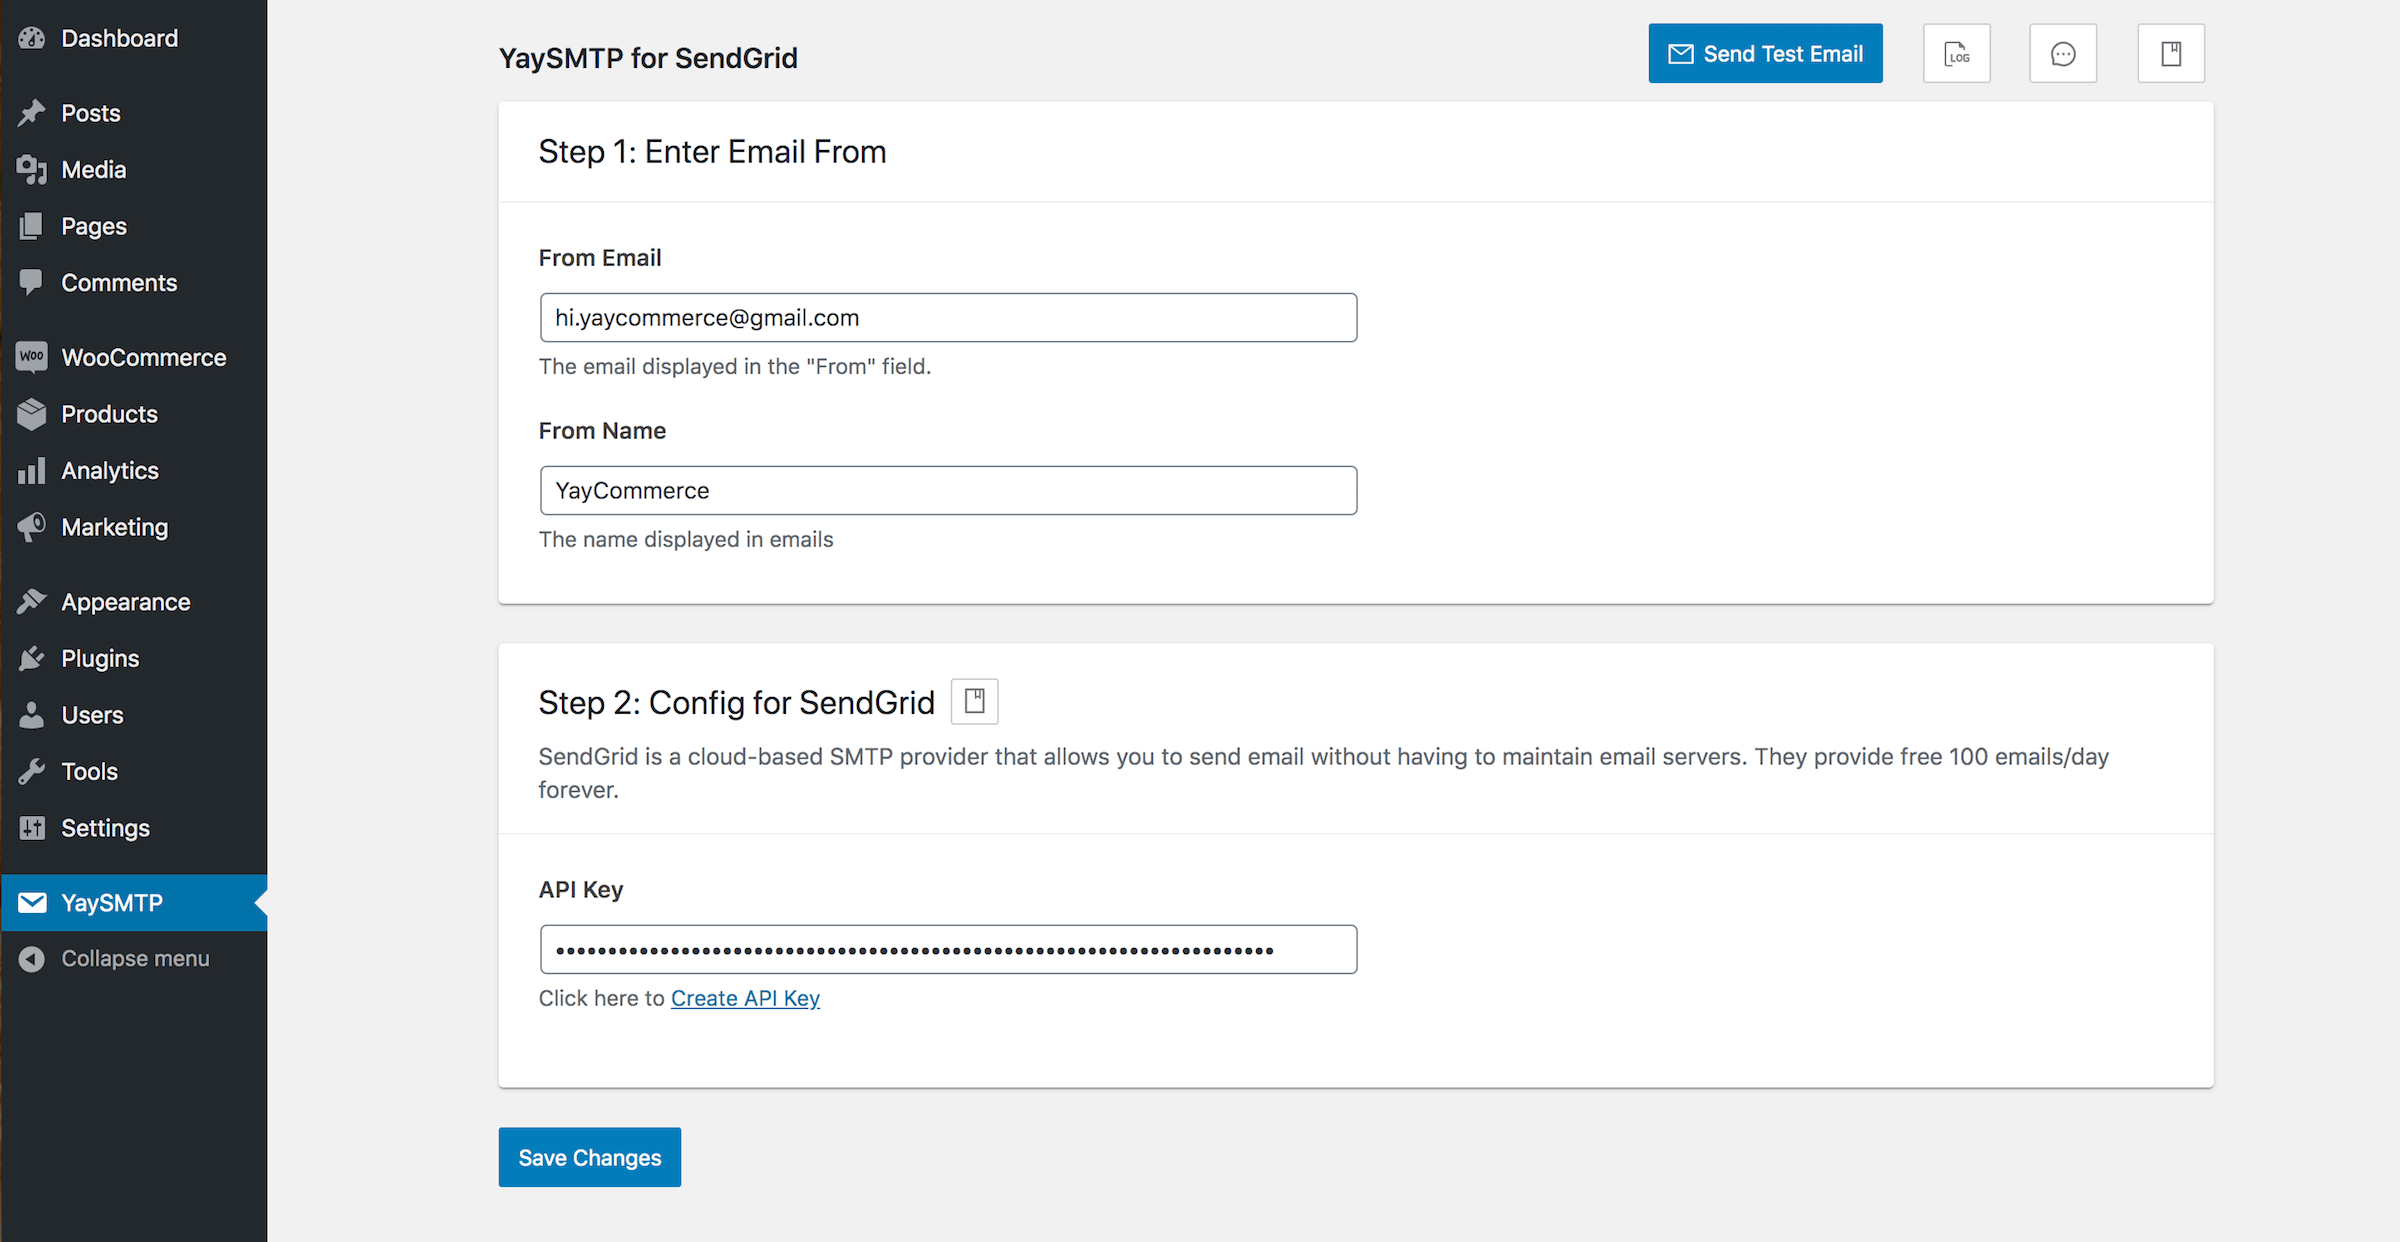 Dashboard
Posts
Media
Pages
Comments
WOO
WooCommerce
Products
Analytics
Marketing
Appearance
Plugins
Users
Tools
Settings
YaySMTP
Collapse menu
YaySMTP for SendGrid
Send Test Email
LOG
Step 1: Enter Email From
From Email
hi.yaycommerce@gmail.com
The email displayed in the "From" field.
From Name
YayCommerce
The name displayed in emails
Step 2: Config for SendGrid
SendGrid is a cloud-based SMTP provider that allows you to send email without having to maintain email servers. They provide free 100 emails/day
forever.
API Key
Click here to Create API Key
Save Changes